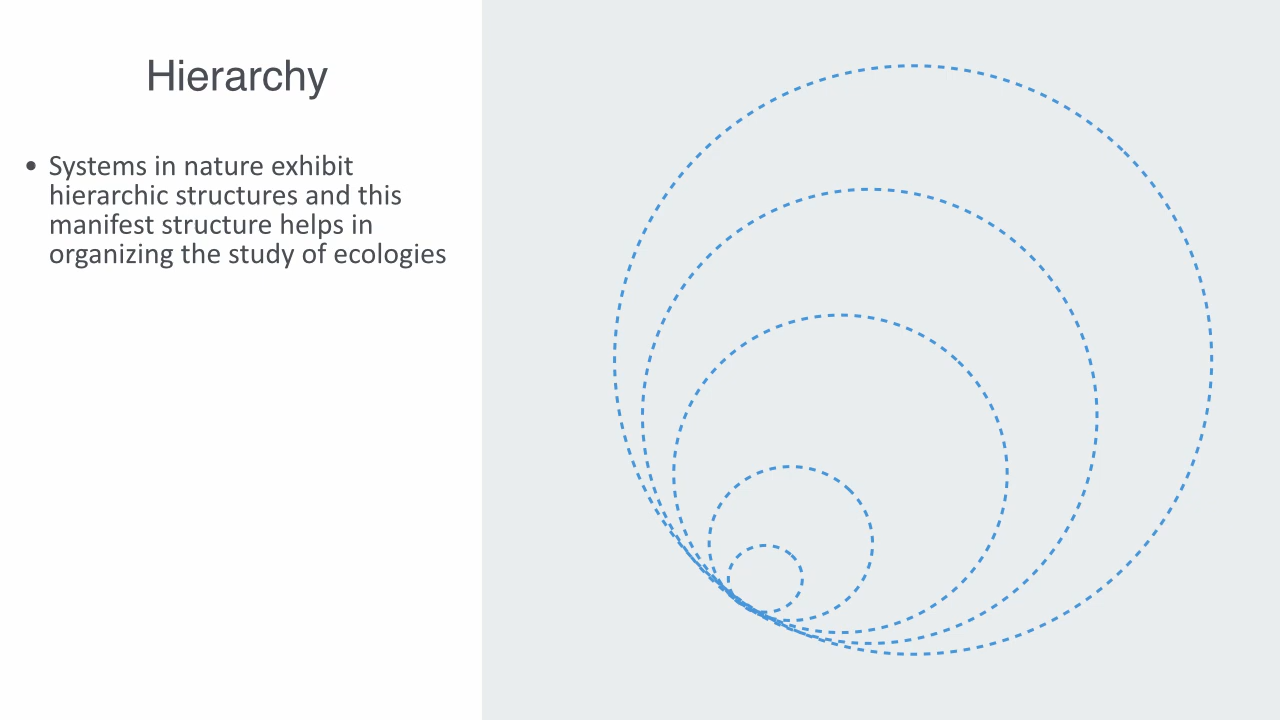 Hierarchy
• Systems in nature exhibit
hierarchic structures and this
manifest structure helps in
organizing the study of ecologies